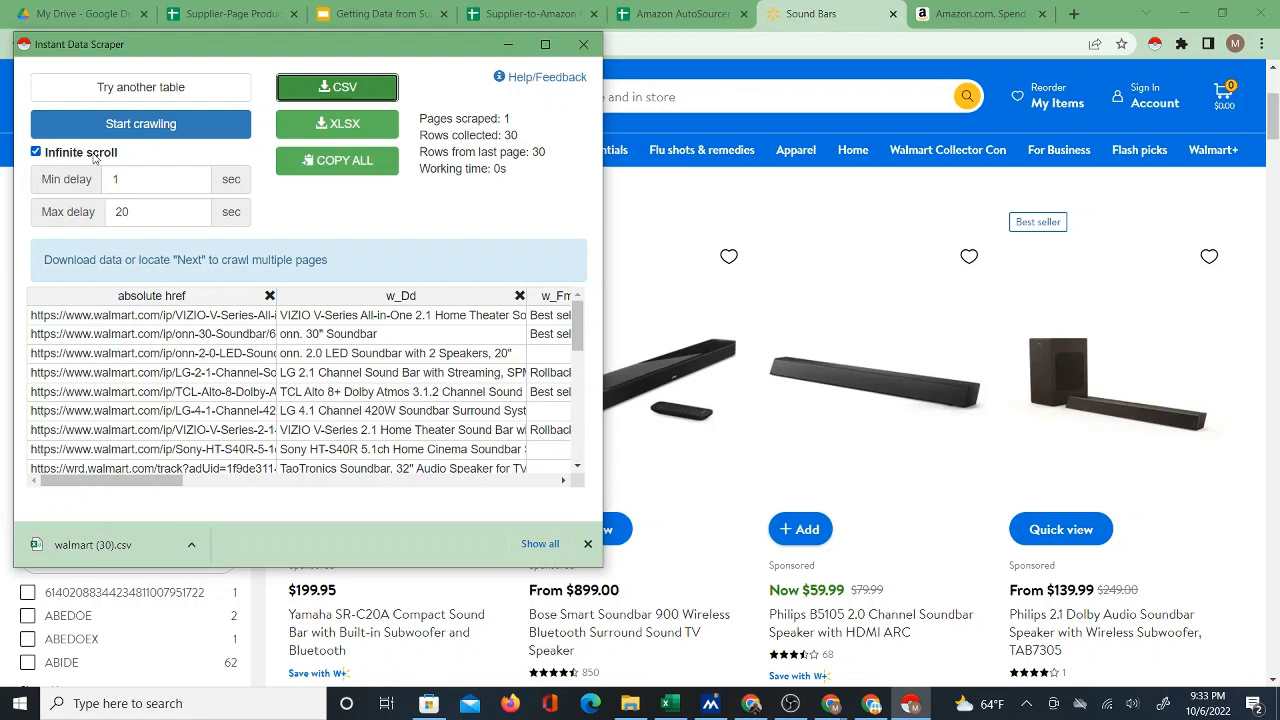 My Drive - Google Dri
Supplier-Page Produc
Getting Data from Su
Supplier-to-Amazon P
Amazon AutoSourcer
Sound Bars
Amazon.com. Spend l
Instant Data Scraper
Try another table
CSV
Help/Feedback
Start crawling
XLSX
Pages scraped: 1
Rows collected: 30
Infinite scroll
COPY ALL
Rows from last page: 30
Working time: 0s
Min delay 1 sec
Max delay 20 sec
Download data or locate "Next" to crawl multiple pages
absolute href w_Dd w_Fm
https://www.walmart.com/ip/VIZIO-V-Series-All-i VIZIO V-Series All-in-One 2.1 Home Theater So Best sel
https://www.walmart.com/ip/onn-30-Soundbar/6 onn. 30" Soundbar Best sel
https://www.walmart.com/ip/onn-2-0-LED-Soun onn. 2.0 LED Soundbar with 2 Speakers, 20"
https://www.walmart.com/ip/LG-2-1-Channel-So LG 2.1 Channel Sound Bar with Streaming, SPM Rollback
https://www.walmart.com/ip/TCL-Alto-8-Dolby-A TCL Alto 8+ Dolby Atmos 3.1.2 Channel Sound Best sel
https://www.walmart.com/ip/LG-4-1-Channel-42 LG 4.1 Channel 420W Soundbar Surround Syst
https://www.walmart.com/ip/VIZIO-V-Series-2-1- VIZIO V-Series 2.1 Home Theater Sound Bar w Rollback
https://www.walmart.com/ip/Sony-HT-S40R-5-1 Sony HT-S40R 5.1ch Home Cinema Soundbar
https://wrd.walmart.com/track?adUid=1f9de311- TaoTronics Soundbar, 32" Audio Speaker for TV
walmart (30).csv
Show all
e and in store
Reorder
My Items
Sign In
Account
0
$0.00
ntials Flu shots & remedies Apparel Home Walmart Collector Con For Business Flash picks Walmart+
Best seller
w
+ Add
Quick view
61402088344234811007951722 1
ABEDOE 2
ABEDOEX 1
ABIDE 62
$199.95
Yamaha SR-C20A Compact Sound
Bar with Built-in Subwoofer and
Bluetooth
Save with W+
From $899.00
Bose Smart Soundbar 900 Wireless
Bluetooth Surround Sound TV
Speaker
850
Sponsored
Now $59.99 $79.99
Philips B5105 2.0 Channel Soundbar
Speaker with HDMI ARC
68
Save with W+
Sponsored
From $139.99 $249.00
Philips 2.1 Dolby Audio Soundbar
Speaker with Wireless Subwoofer,
TAB7305
1
Type here to search
64°F
9:33 PM
10/6/2022